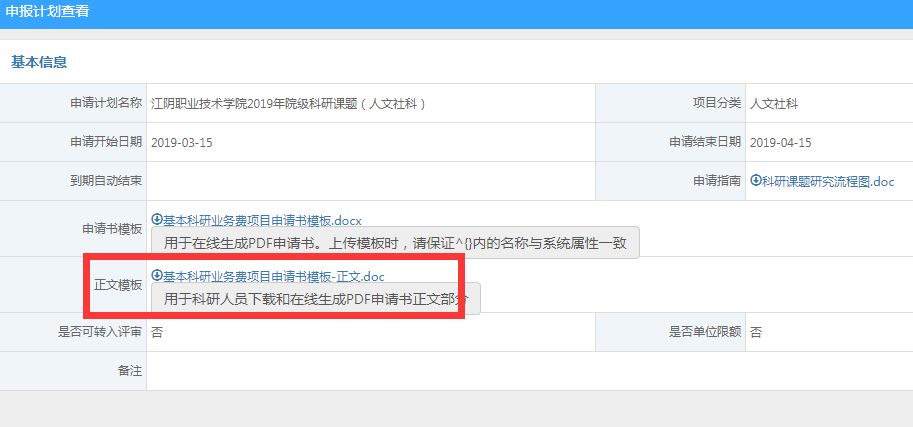 申报计划查看
基本信息
申请计划名称 江阴职业技术学院2019年院级科研课题（人文社科） 项目分类 人文社科
申请开始日期 2019-03-15 申请结束日期 2019-04-15
到期自动结束 申请指南 科研课题研究流程图.doc
申请书模板 基本科研业务费项目申请书模板.docx
用于在线生成PDF申请书。上传模板时，请保证^{}内的名称与系统属性一致
正文模板 基本科研业务费项目申请书模板-正文.doc
用于科研人员下载和在线生成PDF申请书正文部分
是否可转入评审 否 是否单位限额 否
备注